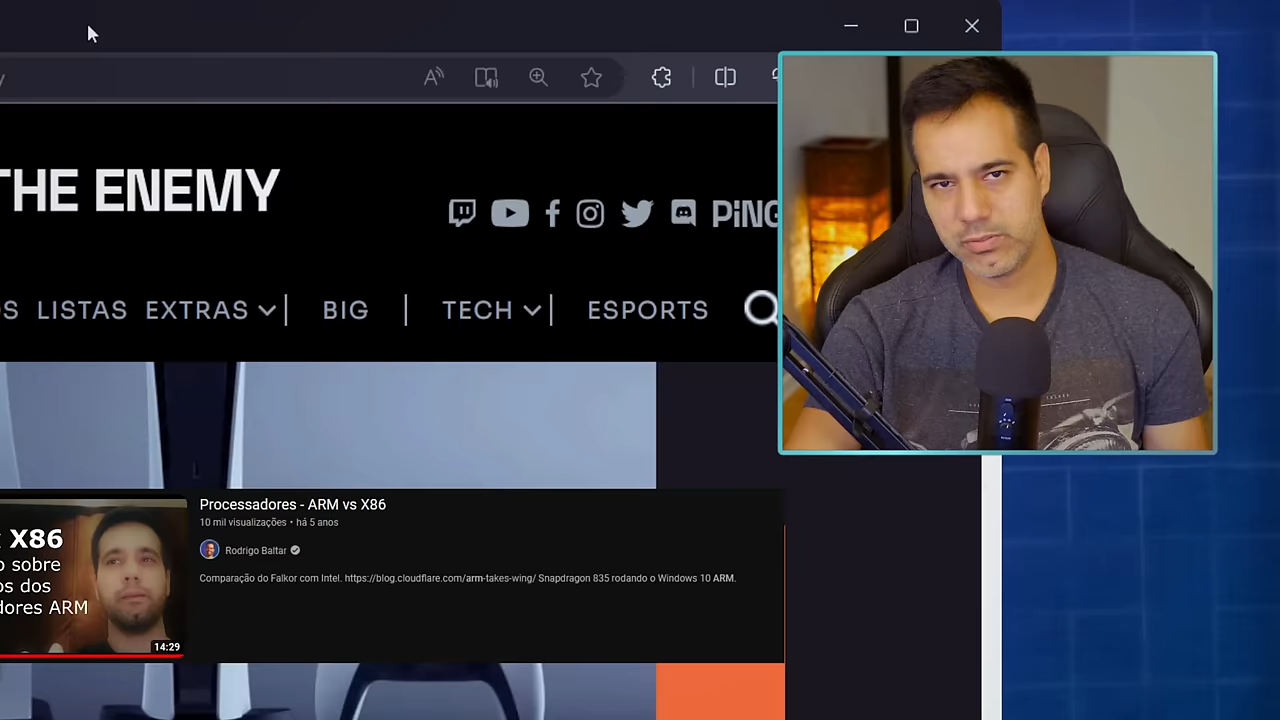 THE ENEMY
PiNG
S LISTAS EXTRAS | BIG | TECH | ESPORTS
X86
o sobre
os dos
dores ARM
14:29
Processadores - ARM vs X86
10 mil visualizações • há 5 anos
Rodrigo Baltar
Comparação do Falkor com Intel. https://blog.cloudflare.com/arm-takes-wing/ Snapdragon 835 rodando o Windows 10 ARM.